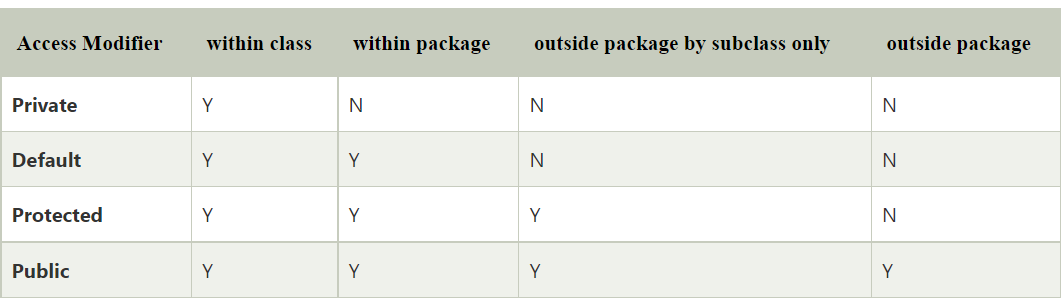 Access Modifier within class within package outside package by subclass only outside package
Private Y N N N
Default Y Y N N
Protected Y Y Y N
Public Y Y Y Y